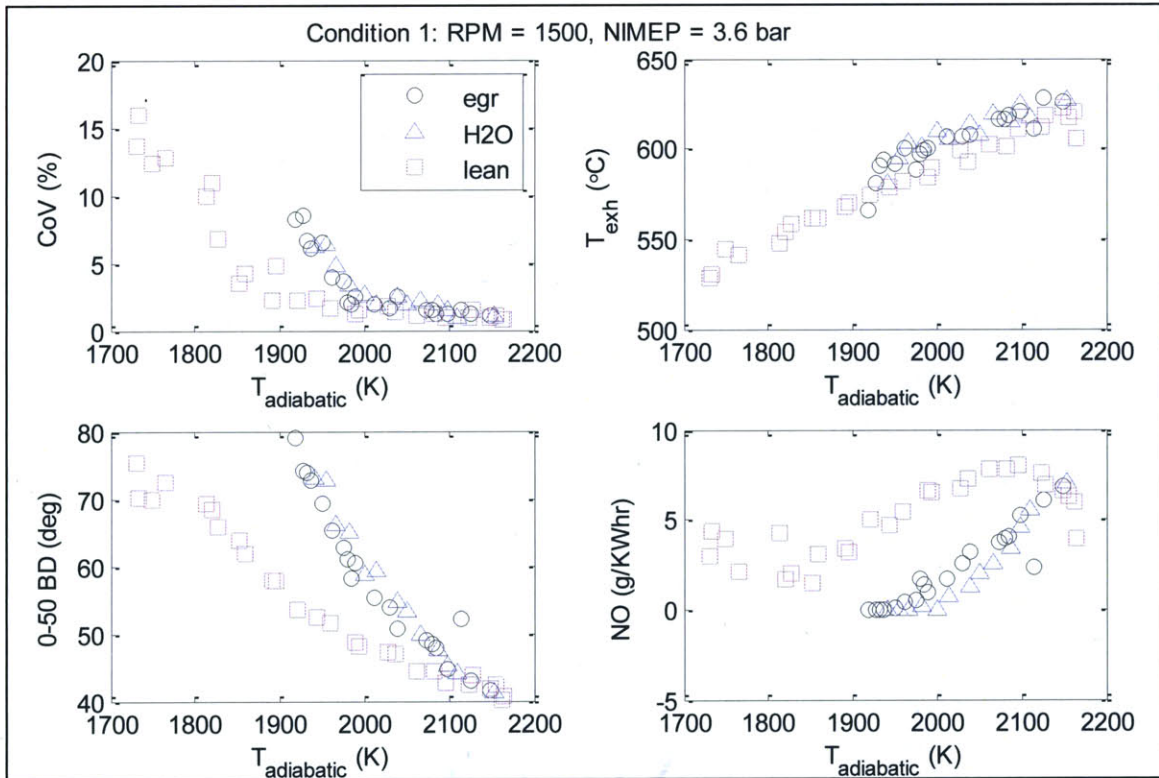 Condition 1: RPM = 1500, NIMEP = 3.6 bar
20
15
10
5
0
CoV (%)
1700 1800 1900 2000 2100 2200
T_adiabatic (K)
egr
H2O
lean
650
600
550
500
T_exh (°C)
1700 1800 1900 2000 2100 2200
T_adiabatic (K)
80
70
60
50
40
0-50 BD (deg)
1700 1800 1900 2000 2100 2200
T_adiabatic (K)
10
5
0
-5
NO (g/KWhr)
1700 1800 1900 2000 2100 2200
T_adiabatic (K)